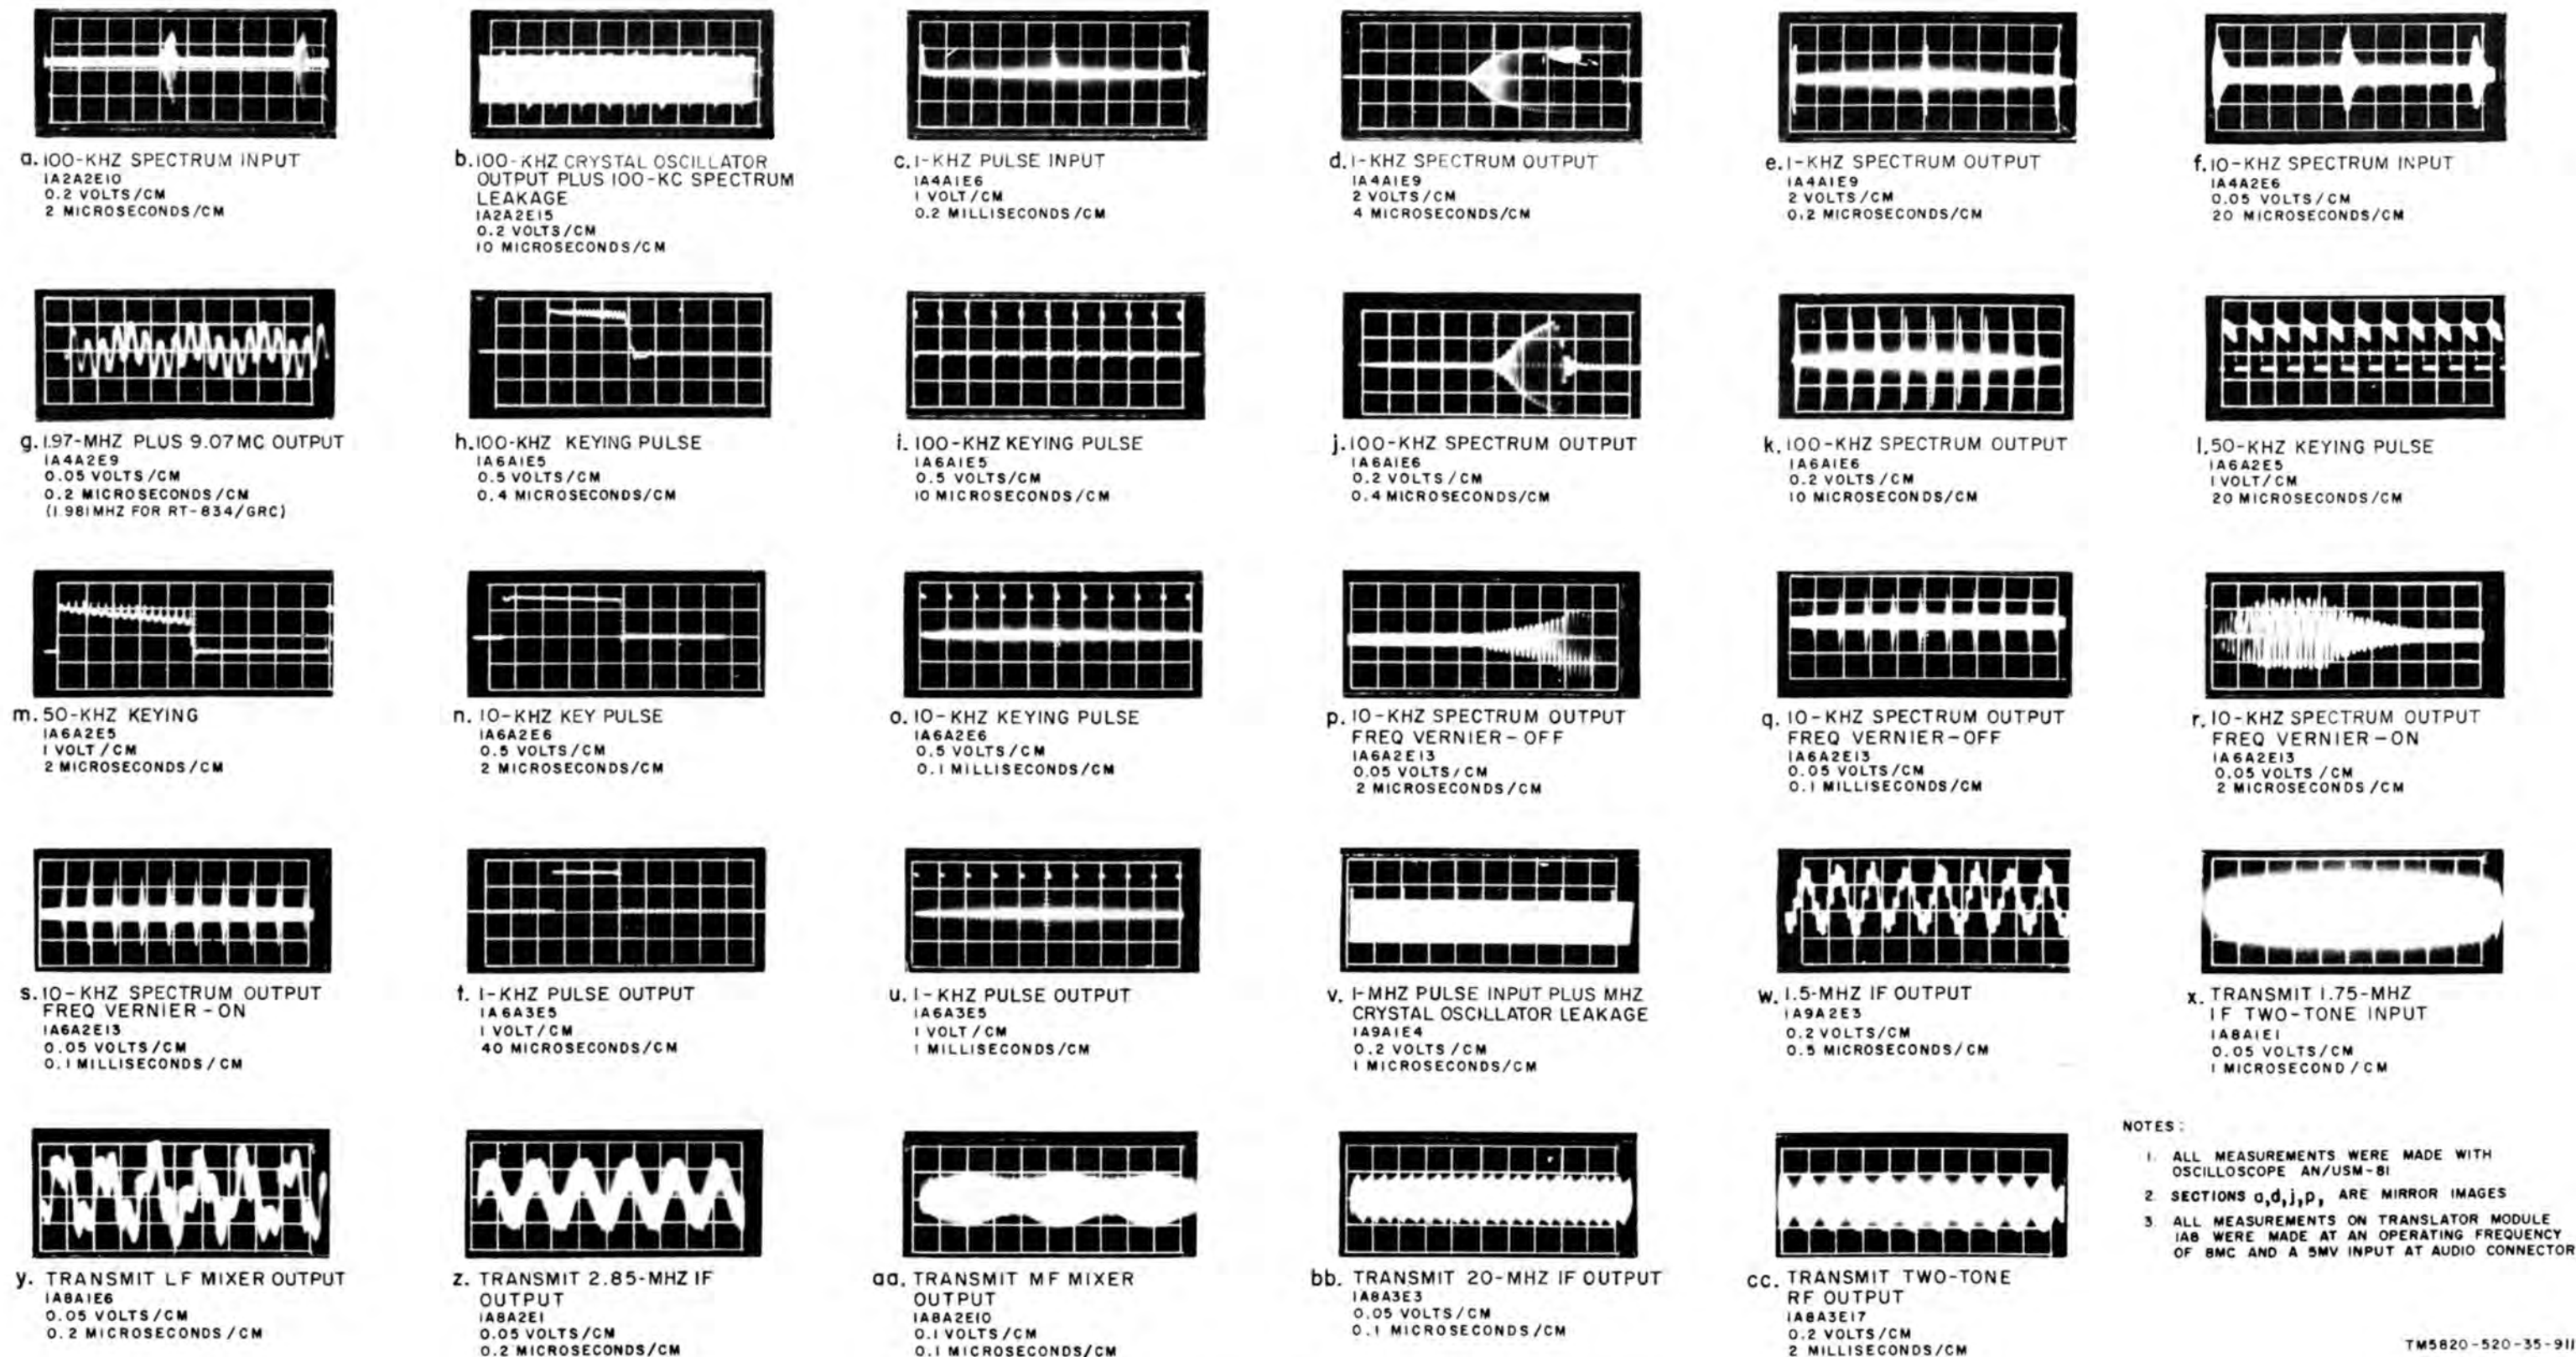 a. 100-KHZ SPECTRUM INPUT
1A2A2E10
0.2 VOLTS/CM
2 MICROSECONDS/CM
b. 100-KHZ CRYSTAL OSCILLATOR
OUTPUT PLUS 100-KC SPECTRUM
LEAKAGE
1A2A2E15
0.2 VOLTS/CM
10 MICROSECONDS/CM
c. 1-KHZ PULSE INPUT
1A4A1E6
1 VOLT/CM
0.2 MILLISECONDS/CM
d. 1-KHZ SPECTRUM OUTPUT
1A4A1E9
2 VOLTS/CM
4 MICROSECONDS/CM
e. 1-KHZ SPECTRUM OUTPUT
1A4A1E9
2 VOLTS/CM
0.2 MICROSECONDS/CM
f. 10-KHZ SPECTRUM INPUT
1A4A2E6
0.05 VOLTS/CM
20 MICROSECONDS/CM
g. 1.97-MHZ PLUS 9.07MC OUTPUT
1A4A2E9
0.05 VOLTS/CM
0.2 MICROSECONDS/CM
(1.981MHZ FOR RT-834/GRC)
h. 100-KHZ KEYING PULSE
1A6A1E5
0.5 VOLTS/CM
0.4 MICROSECONDS/CM
i. 100-KHZ KEYING PULSE
1A6A1E5
0.5 VOLTS/CM
10 MICROSECONDS/CM
j. 100-KHZ SPECTRUM OUTPUT
1A6A1E6
0.2 VOLTS/CM
0.4 MICROSECONDS/CM
k. 100-KHZ SPECTRUM OUTPUT
1A6A1E6
0.2 VOLTS/CM
10 MICROSECONDS/CM
l. 50-KHZ KEYING PULSE
1A6A2E5
1 VOLT/CM
20 MICROSECONDS/CM
m. 50-KHZ KEYING
1A6A2E5
1 VOLT/CM
2 MICROSECONDS/CM
n. 10-KHZ KEY PULSE
1A6A2E6
0.5 VOLTS/CM
2 MICROSECONDS/CM
o. 10-KHZ KEYING PULSE
1A6A2E6
0.5 VOLTS/CM
0.1 MILLISECONDS/CM
p. 10-KHZ SPECTRUM OUTPUT
FREQ VERNIER-OFF
1A6A2E13
0.05 VOLTS/CM
2 MICROSECONDS/CM
q. 10-KHZ SPECTRUM OUTPUT
FREQ VERNIER-OFF
1A6A2E13
0.05 VOLTS/CM
0.1 MILLISECONDS/CM
r. 10-KHZ SPECTRUM OUTPUT
FREQ VERNIER-ON
1A6A2E13
0.05 VOLTS/CM
2 MICROSECONDS/CM
s. 10-KHZ SPECTRUM OUTPUT
FREQ VERNIER-ON
1A6A2E13
0.05 VOLTS/CM
0.1 MILLISECONDS/CM
t. 1-KHZ PULSE OUTPUT
1A6A3E5
1 VOLT/CM
40 MICROSECONDS/CM
u. 1-KHZ PULSE OUTPUT
1A6A3E5
1 VOLT/CM
1 MILLISECONDS/CM
v. 1-MHZ PULSE INPUT PLUS MHZ
CRYSTAL OSCILLATOR LEAKAGE
1A9A1E4
0.2 VOLTS/CM
1 MICROSECONDS/CM
w. 1.5-MHZ IF OUTPUT
1A9A2E3
0.2 VOLTS/CM
0.5 MICROSECONDS/CM
x. TRANSMIT 1.75-MHZ
IF TWO-TONE INPUT
1A8A1E1
0.05 VOLTS/CM
1 MICROSECOND/CM
y. TRANSMIT LF MIXER OUTPUT
1A8A1E6
0.05 VOLTS/CM
0.2 MICROSECONDS/CM
z. TRANSMIT 2.85-MHZ IF
OUTPUT
1A8A2E1
0.05 VOLTS/CM
0.2 MICROSECONDS/CM
aa. TRANSMIT MF MIXER
OUTPUT
1A8A2E10
0.1 VOLTS/CM
0.1 MICROSECONDS/CM
bb. TRANSMIT 20-MHZ IF OUTPUT
1A8A3E3
0.05 VOLTS/CM
0.1 MICROSECONDS/CM
cc. TRANSMIT TWO-TONE
RF OUTPUT
1A8A3E17
0.2 VOLTS/CM
2 MILLISECONDS/CM
NOTES:
1. ALL MEASUREMENTS WERE MADE WITH
OSCILLOSCOPE AN/USM-81
2. SECTIONS a,d,j,p, ARE MIRROR IMAGES
3. ALL MEASUREMENTS ON TRANSLATOR MODULE
1A8 WERE MADE AT AN OPERATING FREQUENCY
OF 8MC AND A 5MV INPUT AT AUDIO CONNECTOR
TM5820-520-35-911